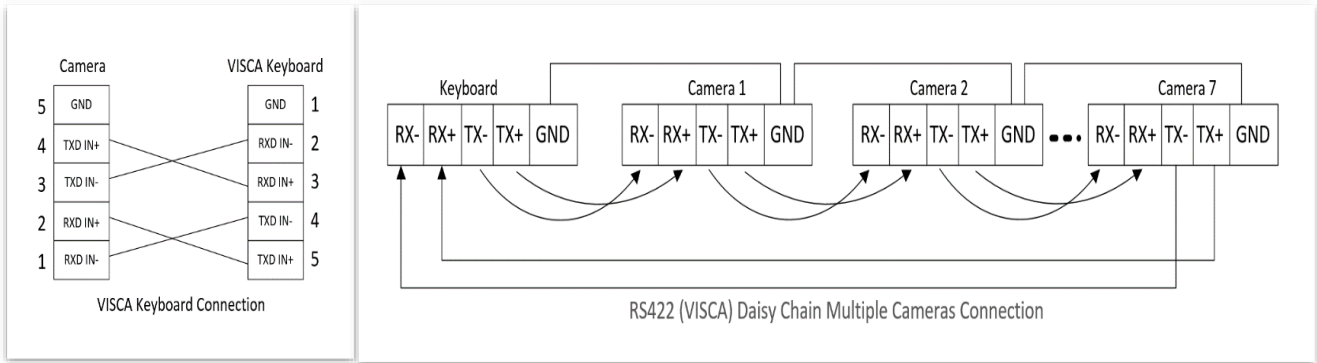 Camera VISCA Keyboard
5 GND GND 1
4 TXD IN+ RXD IN- 2
3 TXD IN- RXD IN+ 3
2 RXD IN+ TXD IN- 4
1 RXD IN- TXD IN+ 5
VISCA Keyboard Connection
Keyboard Camera 1 Camera 2 Camera 7
RX- RX+ TX- TX+ GND RX- RX+ TX- TX+ GND RX- RX+ TX- TX+ GND RX- RX+ TX- TX+ GND
RS422 (VISCA) Daisy Chain Multiple Cameras Connection